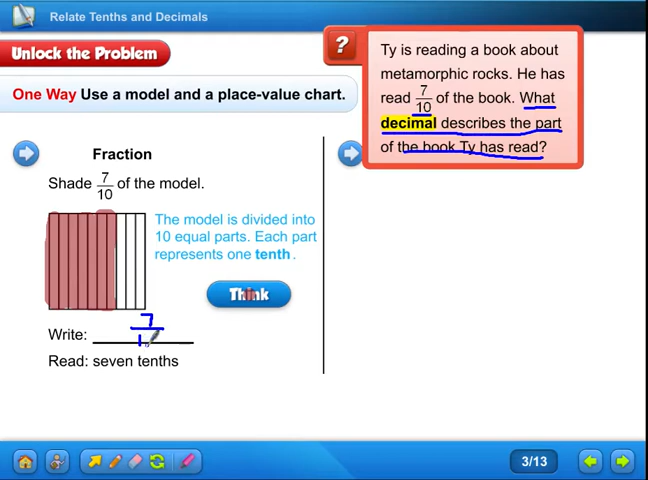 Relate Tenths and Decimals
Unlock the Problem
?
Ty is reading a book about
metamorphic rocks. He has
read 7/10 of the book. What
decimal describes the part
of the book Ty has read?
One Way Use a model and a place-value chart.
Fraction
Shade 7/10 of the model.
The model is divided into
10 equal parts. Each part
represents one tenth.
Think
Write: 7/1
Read: seven tenths
3/13